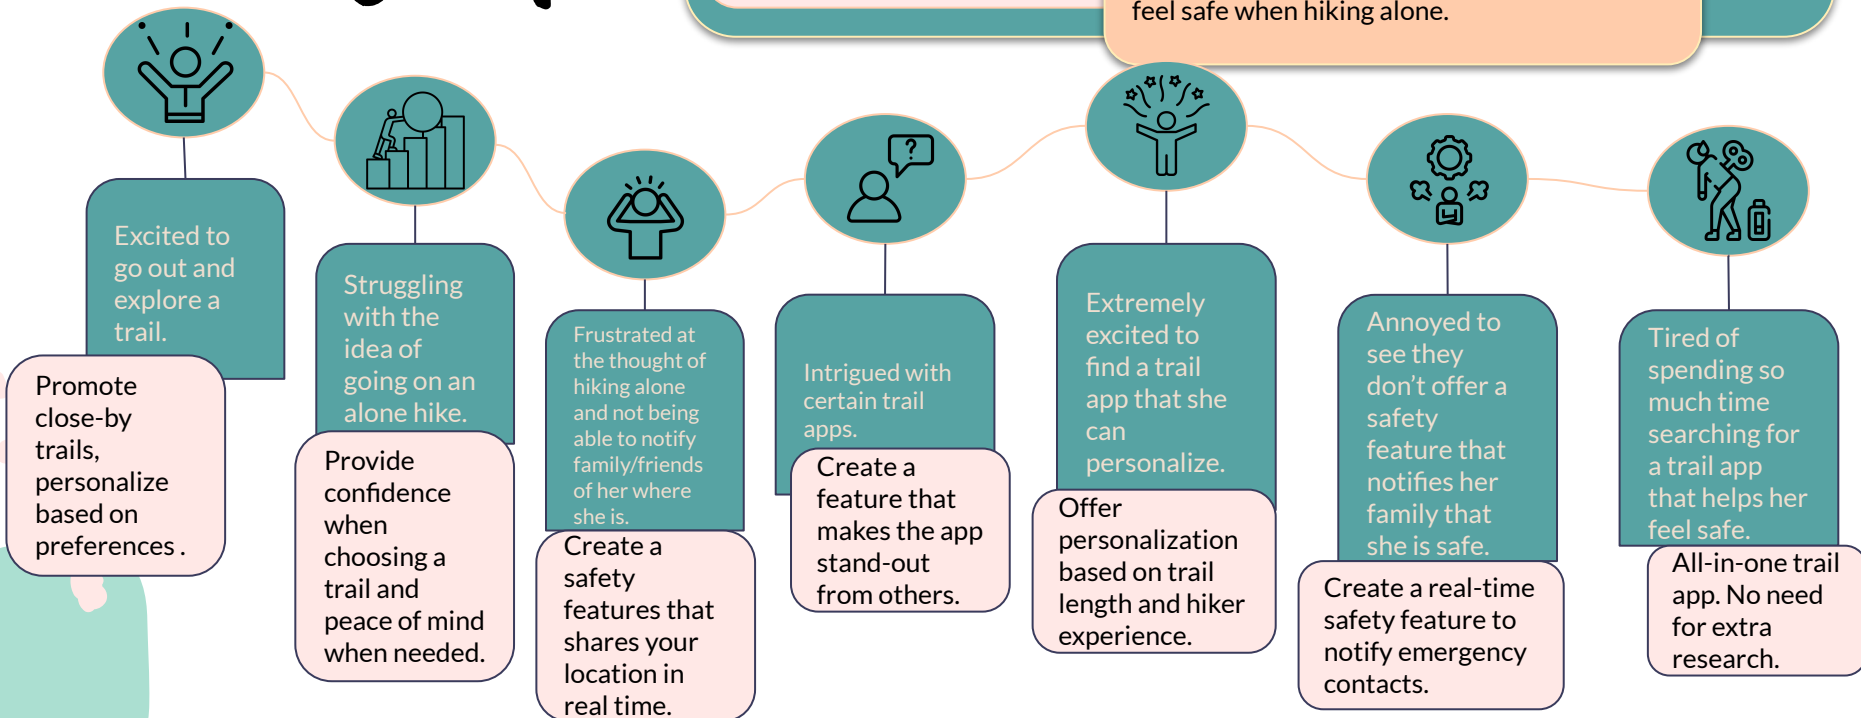 feel safe when hiking alone.
?
Excited to
go out and
explore a
trail.
Promote
close-by
trails,
personalize
based on
preferences .
Struggling
with the
idea of
going on an
alone hike.
Provide
confidence
when
choosing a
trail and
peace of mind
when needed.
Frustrated at
the thought of
hiking alone
and not being
able to notify
family/friends
of her where
she is.
Create a
safety
features that
shares your
location in
real time.
Intrigued with
certain trail
apps.
Create a
feature that
makes the app
stand-out
from others.
Extremely
excited to
find a trail
app that she
can
personalize.
Offer
personalization
based on trail
length and hiker
experience.
Annoyed to
see they
don’t offer a
safety
feature that
notifies her
family that
she is safe.
Create a real-time
safety feature to
notify emergency
contacts.
Tired of
spending so
much time
searching for
a trail app
that helps her
feel safe.
All-in-one trail
app. No need
for extra
research.